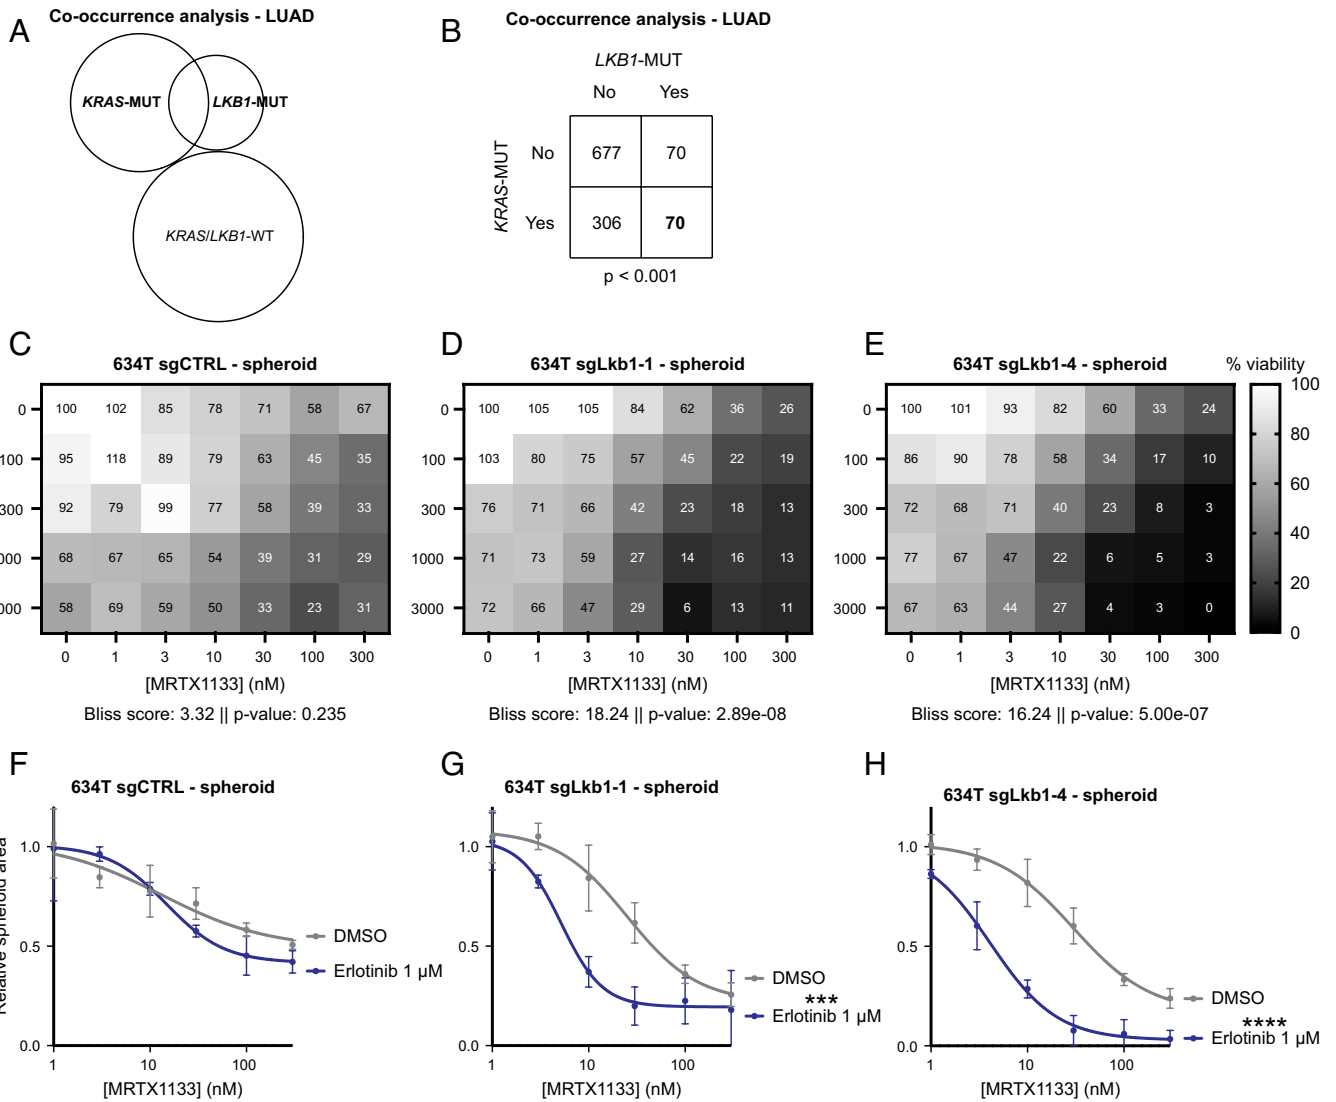 A
Co-occurrence analysis - LUAD
KRAS-MUT
LKB1-MUT
KRAS/LKB1-WT
B
Co-occurrence analysis - LUAD
LKB1-MUT
No Yes
KRAS-MUT
No 677 70
Yes 306 70
p < 0.001
C
634T sgCTRL - spheroid
0 100 102 85 78 71 58 67
100 95 118 89 79 63 45 35
300 92 79 99 77 58 39 33
000 68 67 65 54 39 31 29
000 58 69 59 50 33 23 31
0 1 3 10 30 100 300
[MRTX1133] (nM)
Bliss score: 3.32 || p-value: 0.235
D
634T sgLkb1-1 - spheroid
0 100 105 105 84 62 36 26
100 103 80 75 57 45 22 19
300 76 71 66 42 23 18 13
1000 71 73 59 27 14 16 13
3000 72 66 47 29 6 13 11
0 1 3 10 30 100 300
[MRTX1133] (nM)
Bliss score: 18.24 || p-value: 2.89e-08
E
634T sgLkb1-4 - spheroid
0 100 101 93 82 60 33 24
100 86 90 78 58 34 17 10
300 72 68 71 40 23 8 3
1000 77 67 47 22 6 5 3
3000 67 63 44 27 4 3 0
0 1 3 10 30 100 300
[MRTX1133] (nM)
Bliss score: 16.24 || p-value: 5.00e-07
% viability
100
80
60
40
20
0
F
634T sgCTRL - spheroid
Relative spheroid area
1.0
0.5
0.0
1 10 100
[MRTX1133] (nM)
DMSO
Erlotinib 1 µM
G
634T sgLkb1-1 - spheroid
1.0
0.5
0.0
1 10 100
[MRTX1133] (nM)
DMSO
***
Erlotinib 1 µM
H
634T sgLkb1-4 - spheroid
1.0
0.5
0.0
1 10 100
[MRTX1133] (nM)
DMSO
****
Erlotinib 1 µM